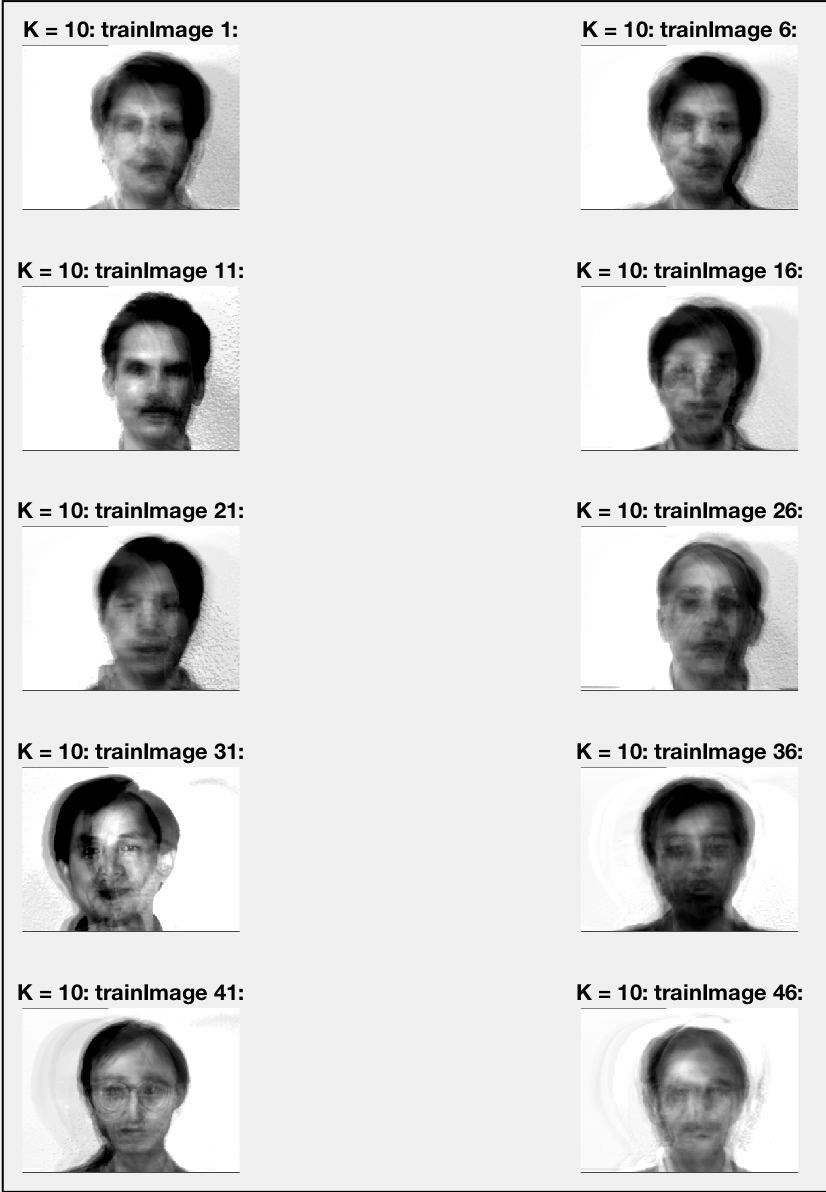 K = 10: trainImage 1:
K = 10: trainImage 6:
K = 10: trainImage 11:
K = 10: trainImage 16:
K = 10: trainImage 21:
K = 10: trainImage 26:
K = 10: trainImage 31:
K = 10: trainImage 36:
K = 10: trainImage 41:
K = 10: trainImage 46: